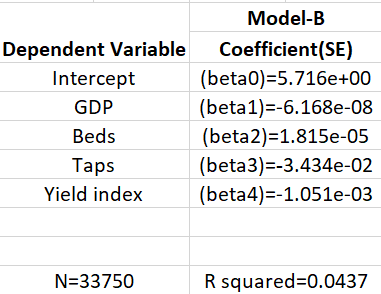 Model-B
Dependent Variable Coefficient(SE)
Intercept (beta0)=5.716e+00
GDP (beta1)=-6.168e-08
Beds (beta2)=1.815e-05
Taps (beta3)=-3.434e-02
Yield index (beta4)=-1.051e-03
N=33750 R squared=0.0437